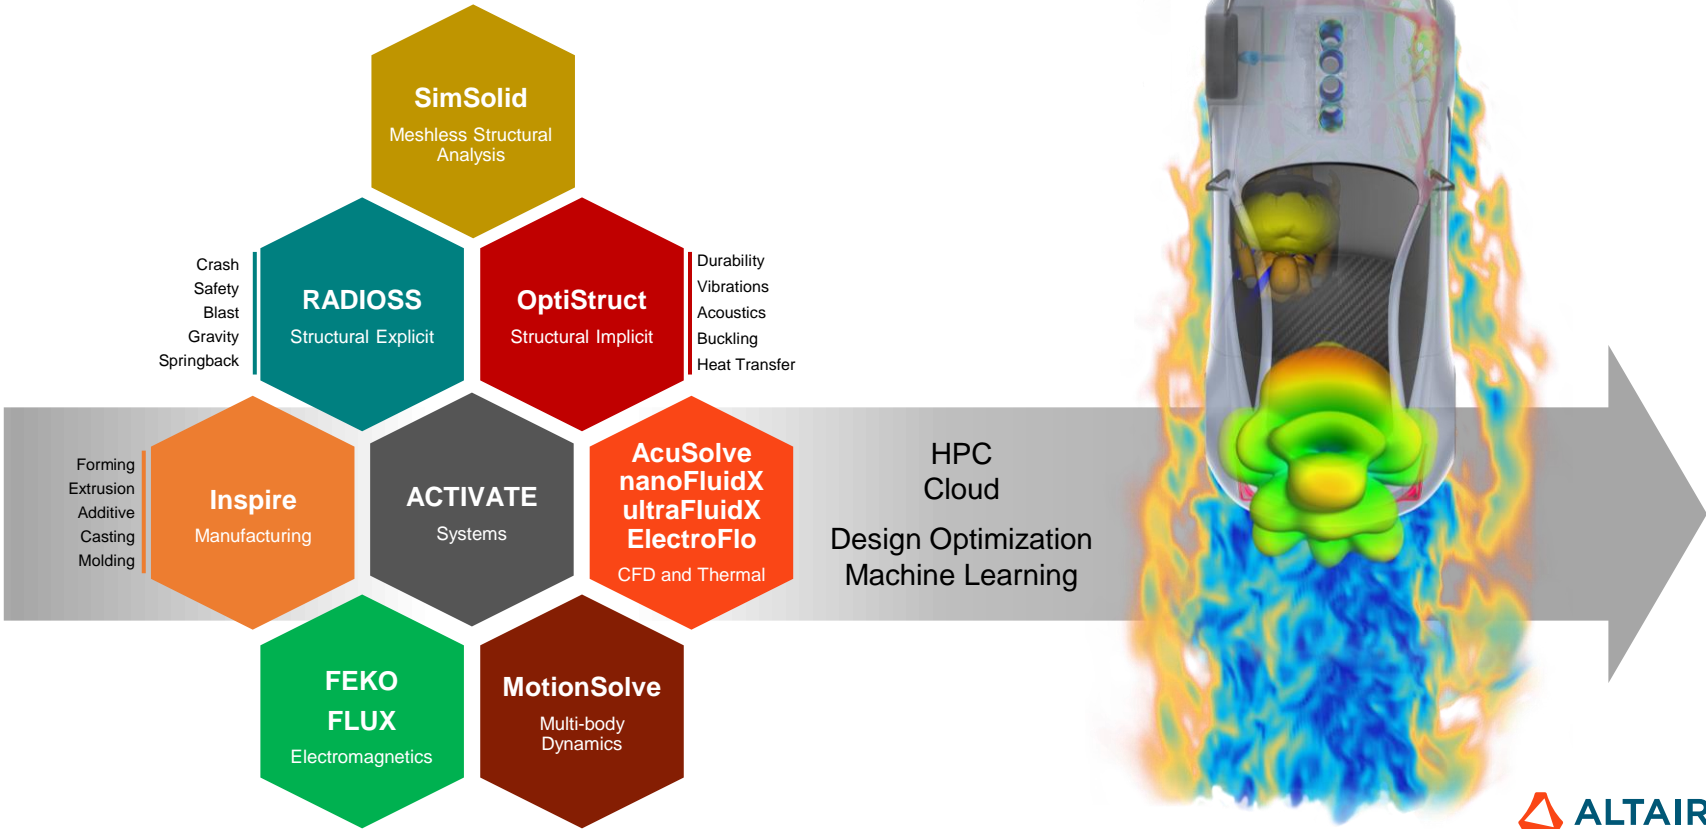 SimSolid
Meshless Structural
Analysis
Crash
Safety
Blast
Gravity
Springback
RADIOSS
Structural Explicit
OptiStruct
Structural Implicit
Durability
Vibrations
Acoustics
Buckling
Heat Transfer
Forming
Extrusion
Additive
Casting
Molding
Inspire
Manufacturing
ACTIVATE
Systems
AcuSolve
nanoFluidX
ultraFluidX
ElectroFlo
CFD and Thermal
HPC
Cloud
Design Optimization
Machine Learning
FEKO
FLUX
Electromagnetics
MotionSolve
Multi-body
Dynamics
ALTAIR